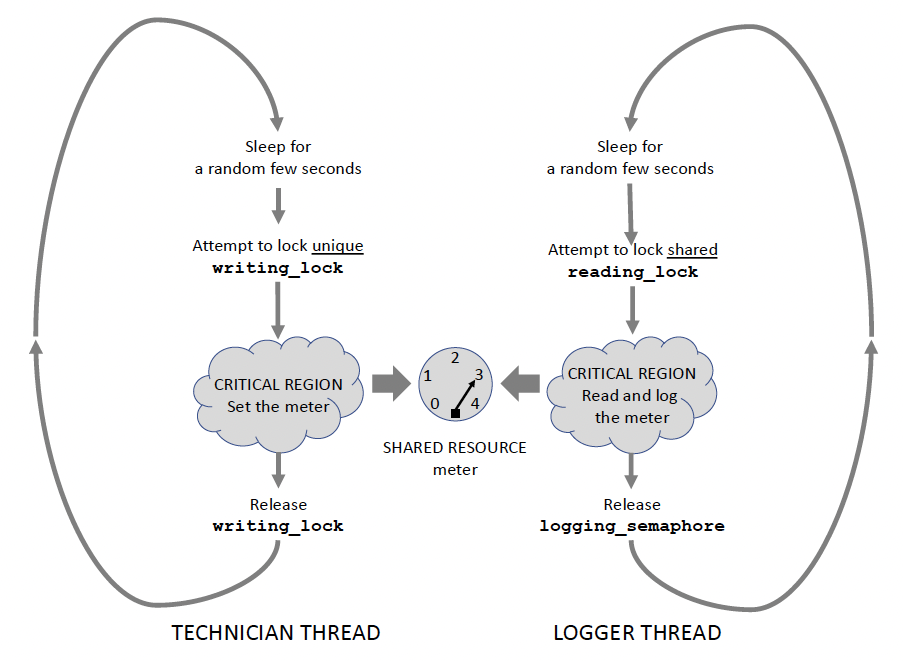 Sleep for
a random few seconds
Attempt to lock unique
writing_lock
CRITICAL REGION
Set the meter
Release
writing_lock
TECHNICIAN THREAD
0
1
2
3
4
SHARED RESOURCE
meter
Sleep for
a random few seconds
Attempt to lock shared
reading_lock
CRITICAL REGION
Read and log
the meter
Release
logging_semaphore
LOGGER THREAD